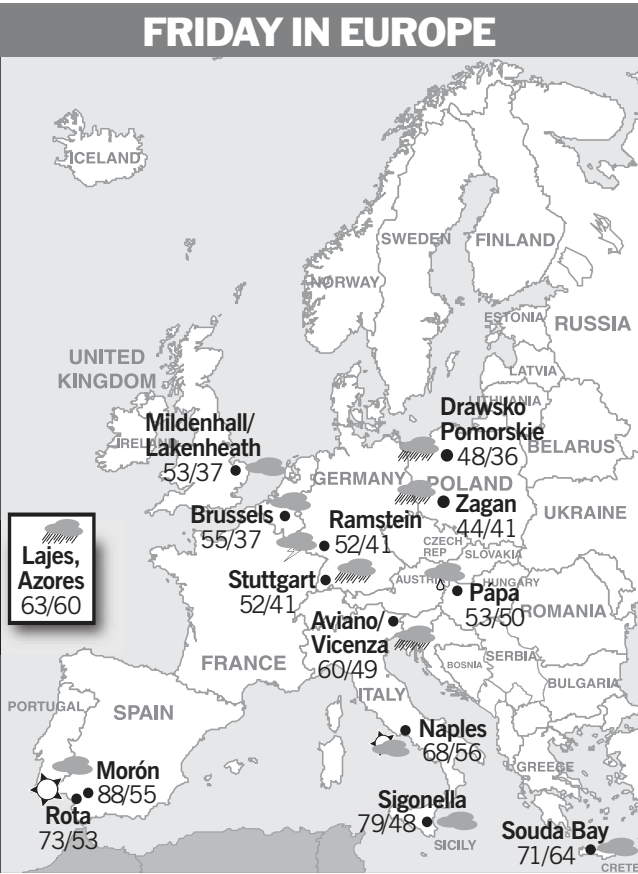 FRIDAY IN EUROPE
ICELAND
SWEDEN
FINLAND
NORWAY
ESTONIA
RUSSIA
LATVIA
UNITED
KINGDOM
LITHUANIA
Drawsko
Pomorskie
48/36
BELARUS
IRELAND
Mildenhall/
Lakenheath
53/37
GERMANY
POLAND
Zagan
44/41
UKRAINE
Brussels
55/37
Ramstein
52/41
CZECH
REP
SLOVAKIA
Lajes,
Azores
63/60
Stuttgart
52/41
AUSTRIA
HUNGARY
Pápa
53/50
ROMANIA
Aviano/
Vicenza
60/49
FRANCE
BOSNIA
SERBIA
BULGARIA
ITALY
PORTUGAL
SPAIN
Naples
68/56
GREECE
Morón
88/55
Rota
73/53
Sigonella
79/48
SICILY
Souda Bay
71/64
CRETE